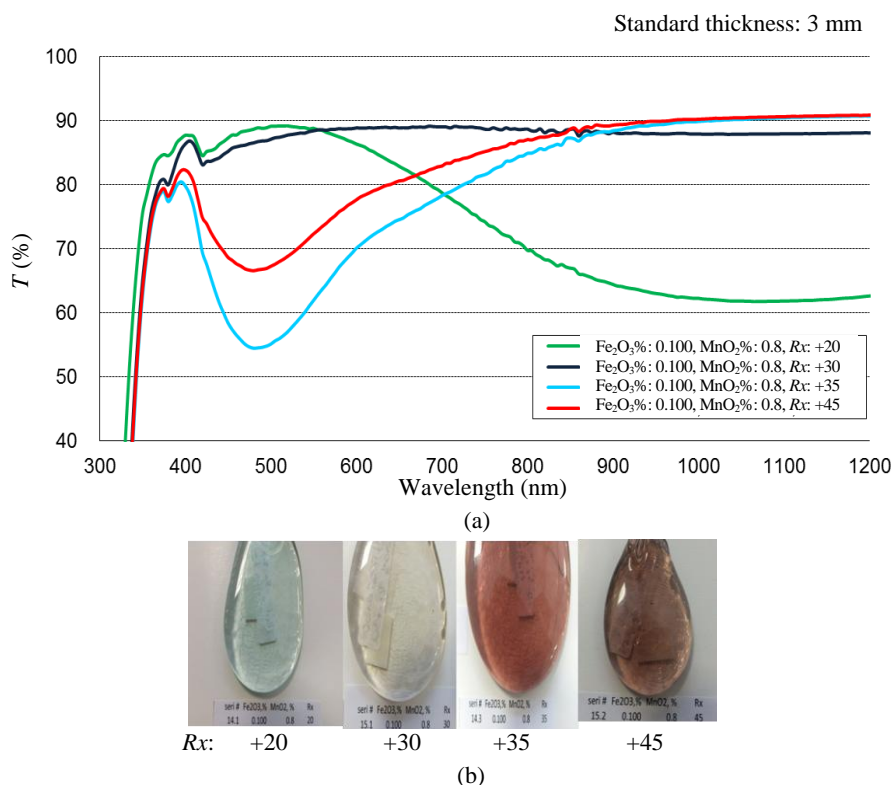 Standard thickness: 3 mm
100
90
80
70
60
50
40
T (%)
Fe₂O₃%: 0.100, MnO₂%: 0.8, Rx: +20
Fe₂O₃%: 0.100, MnO₂%: 0.8, Rx: +30
Fe₂O₃%: 0.100, MnO₂%: 0.8, Rx: +35
Fe₂O₃%: 0.100, MnO₂%: 0.8, Rx: +45
300 400 500 600 700 800 900 1000 1100 1200
Wavelength (nm)
(a)
seri # Fe2O3,% MnO2, % Rx
14.1 0.100 0.8 20
seri # Fe2O3,% MnO2, % Rx
15.1 0.100 0.8 30
seri # Fe2O3,% MnO2, % Rx
14.3 0.100 0.8 35
seri # Fe2O3,% MnO2, % Rx
15.2 0.100 0.8 45
Rx: +20 +30 +35 +45
(b)